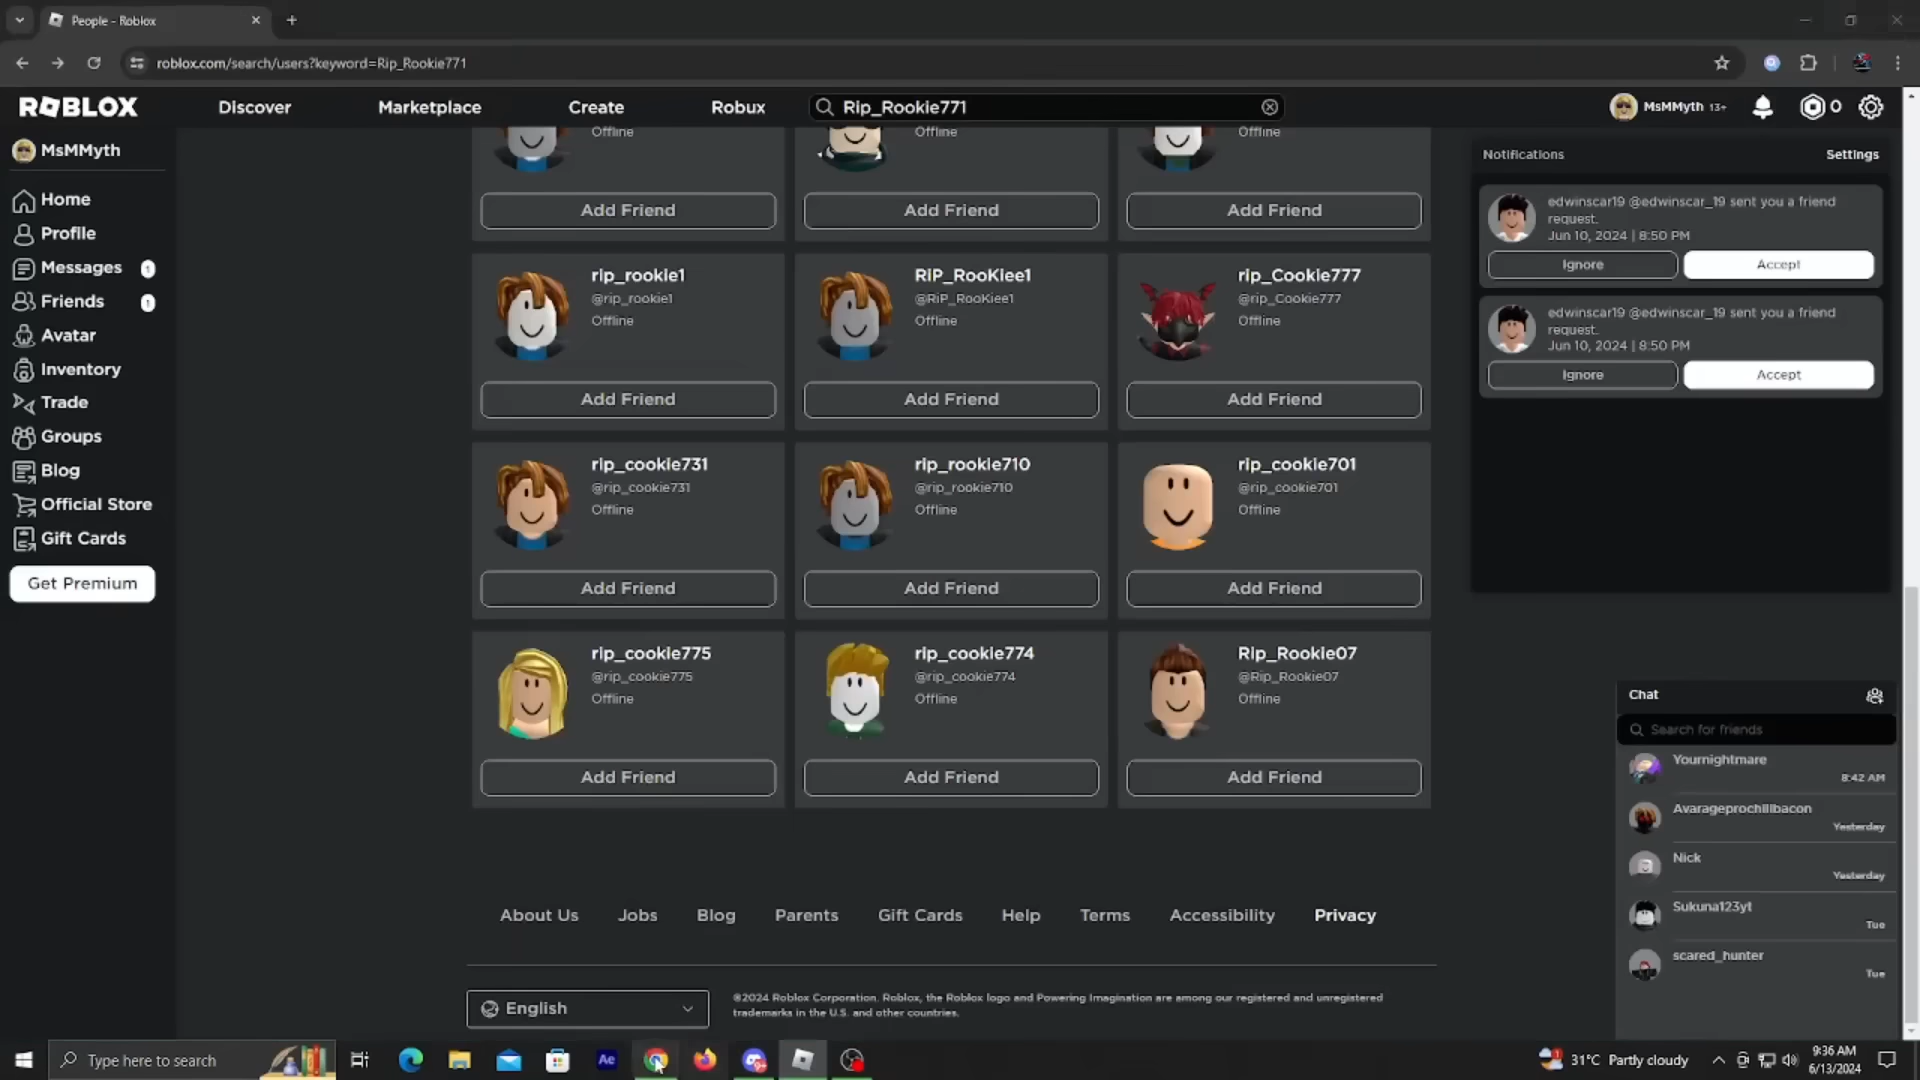 People - Roblox
roblox.com/search/users?keyword=Rip_Rookie771
ROBLOX
Discover
Marketplace
Create
Robux
Rip_Rookie771
MsMMyth 13+
0
MsMMyth
Home
Profile
Messages 1
Friends 1
Avatar
Inventory
Trade
Groups
Blog
Official Store
Gift Cards
Get Premium
Offline
Offline
Offline
Add Friend
Add Friend
Add Friend
rip_rookie1
@rip_rookie1
Offline
Add Friend
RiP_RooKiee1
@RiP_RooKiee1
Offline
Add Friend
rip_Cookie777
@rip_Cookie777
Offline
Add Friend
rip_cookie731
@rip_cookie731
Offline
Add Friend
rip_rookie710
@rip_rookie710
Offline
Add Friend
rip_cookie701
@rip_cookie701
Offline
Add Friend
rip_cookie775
@rip_cookie775
Offline
Add Friend
rip_cookie774
@rip_cookie774
Offline
Add Friend
Rip_Rookie07
@Rip_Rookie07
Offline
Add Friend
Notifications
Settings
edwinscar19 @edwinscar_19 sent you a friend
request.
Jun 10, 2024 | 8:50 PM
Ignore
Accept
edwinscar19 @edwinscar_19 sent you a friend
request.
Jun 10, 2024 | 8:50 PM
Ignore
Accept
Chat
Search for friends
Yournightmare
8:42 AM
Avarageprochillbacon
Yesterday
Nick
Yesterday
Sukuna123yt
Tue
scared_hunter
Tue
About Us
Jobs
Blog
Parents
Gift Cards
Help
Terms
Accessibility
Privacy
English
©2024 Roblox Corporation. Roblox, the Roblox logo and Powering Imagination are among our registered and unregistered
trademarks in the U.S. and other countries.
Type here to search
Ae
31°C Partly cloudy
9:36 AM
6/13/2024